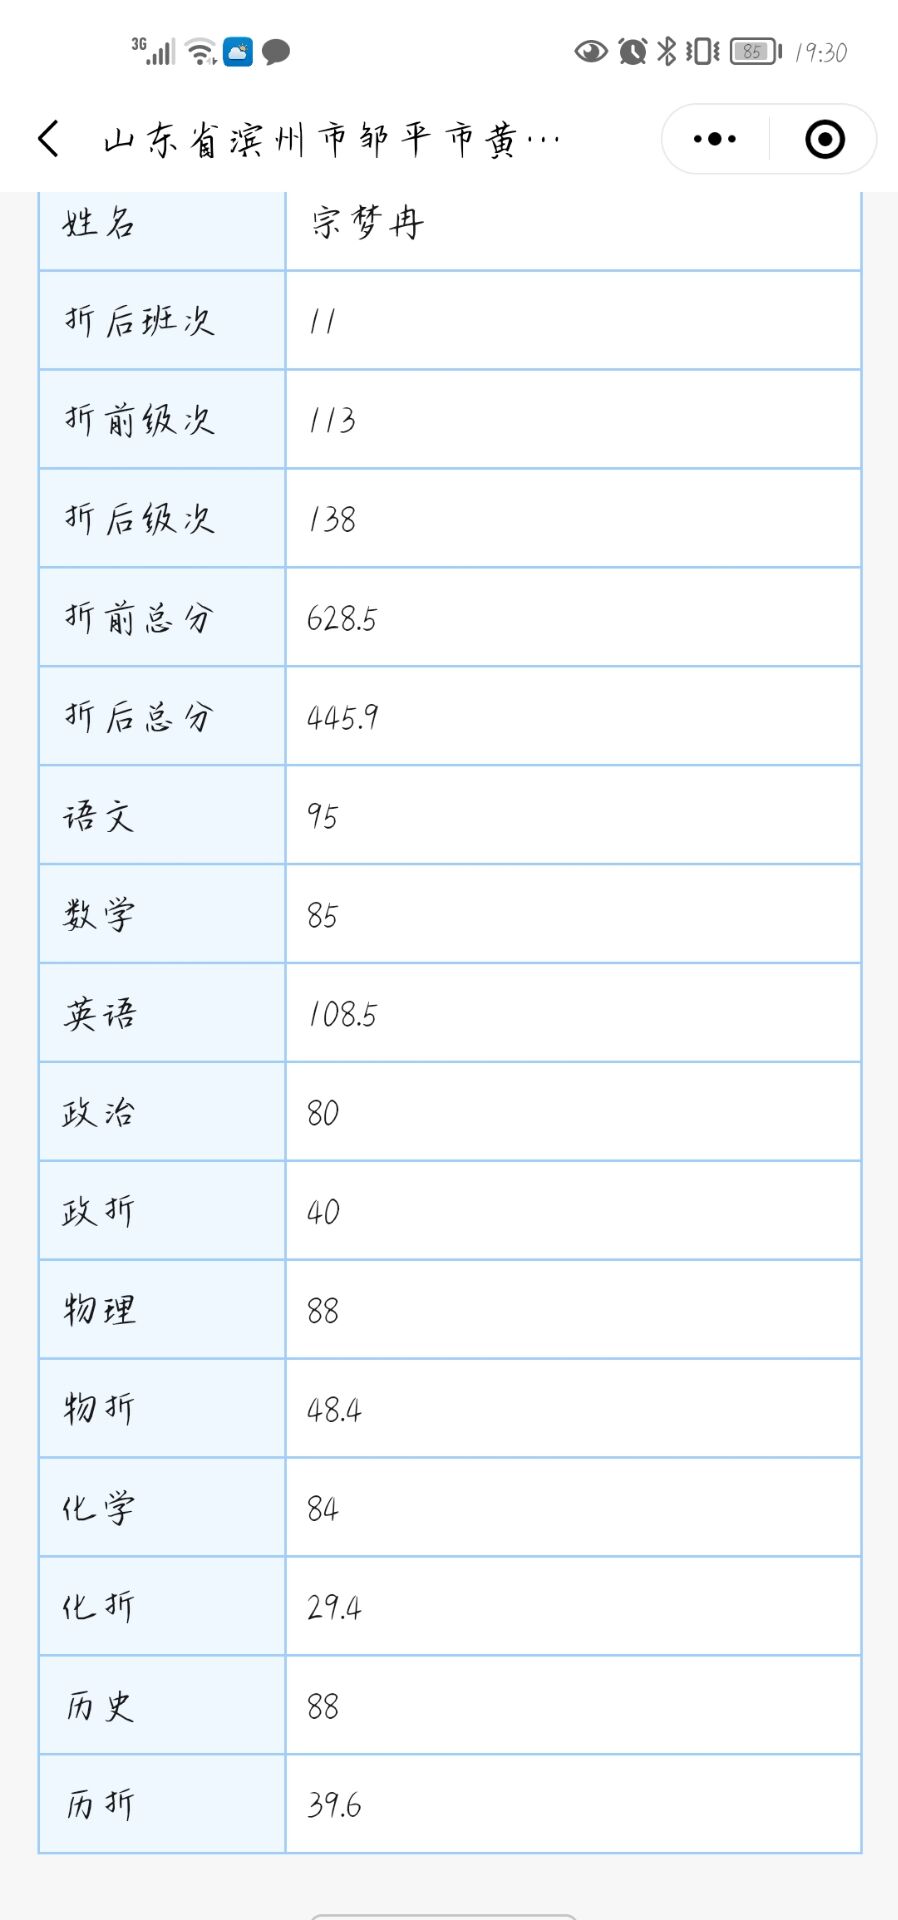 3G 85 19:30
山东省滨州市邹平市黄…
姓名 宗梦冉
折后班次 11
折前级次 113
折后级次 138
折前总分 628.5
折后总分 445.9
语文 95
数学 85
英语 108.5
政治 80
政折 40
物理 88
物折 48.4
化学 84
化折 29.4
历史 88
历折 39.6